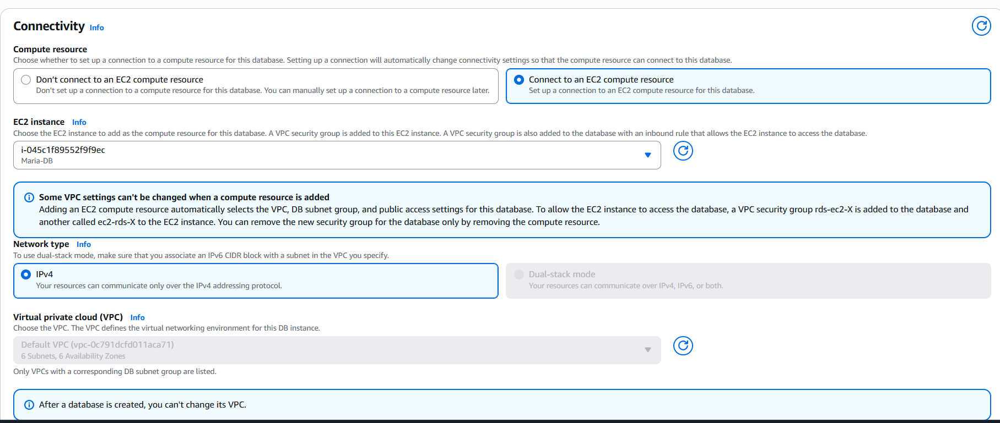 Connectivity Info
Compute resource
Choose whether to set up a connection to a compute resource for this database. Setting up a connection will automatically change connectivity settings so that the compute resource can connect to this database.
Don’t connect to an EC2 compute resource
Don’t set up a connection to a compute resource for this database. You can manually set up a connection to a compute resource later.
Connect to an EC2 compute resource
Set up a connection to an EC2 compute resource for this database.
EC2 instance Info
Choose the EC2 instance to add as the compute resource for this database. A VPC security group is added to this EC2 instance. A VPC security group is also added to the database with an inbound rule that allows the EC2 instance to access the database.
i-045c1f89552f9f9ec
Maria-DB
Some VPC settings can't be changed when a compute resource is added
Adding an EC2 compute resource automatically selects the VPC, DB subnet group, and public access settings for this database. To allow the EC2 instance to access the database, a VPC security group rds-ec2-X is added to the database and
another called ec2-rds-X to the EC2 instance. You can remove the new security group for the database only by removing the compute resource.
Network type Info
To use dual-stack mode, make sure that you associate an IPv6 CIDR block with a subnet in the VPC you specify.
IPv4
Your resources can communicate only over the IPv4 addressing protocol.
Dual-stack mode
Your resources can communicate over IPv4, IPv6, or both.
Virtual private cloud (VPC) Info
Choose the VPC. The VPC defines the virtual networking environment for this DB instance.
Default VPC (vpc-0c791dcfd011aca71)
6 Subnets, 6 Availability Zones
Only VPCs with a corresponding DB subnet group are listed.
After a database is created, you can't change its VPC.